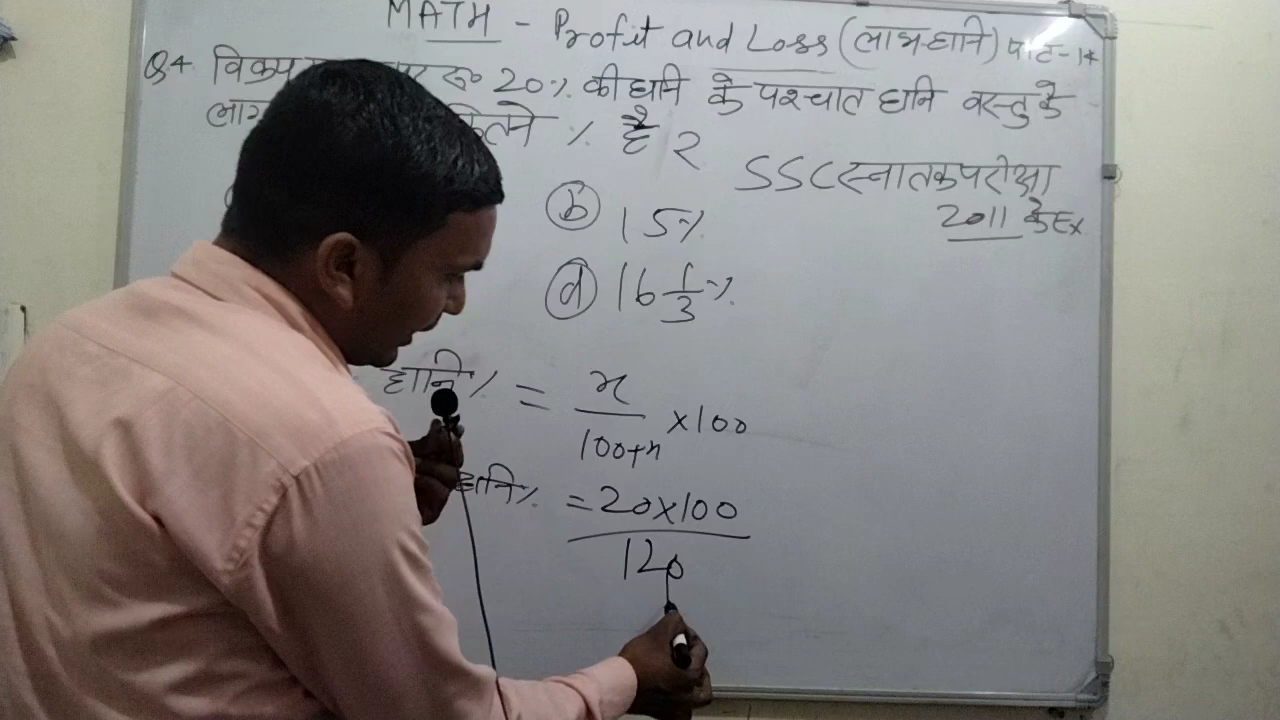 MATH - Profit and Loss (लाभ-हानि) पार्ट-1
Q4 विक्रय रू० 20% की हानि के पश्चात हानि वस्तु के
कितने % है ?
SSC स्नातक परीक्षा
2011 के Ex
(b) 15%
(d) 16 1/3 %
हानि% = x/100+x ×100
हानि% = 20×100
120